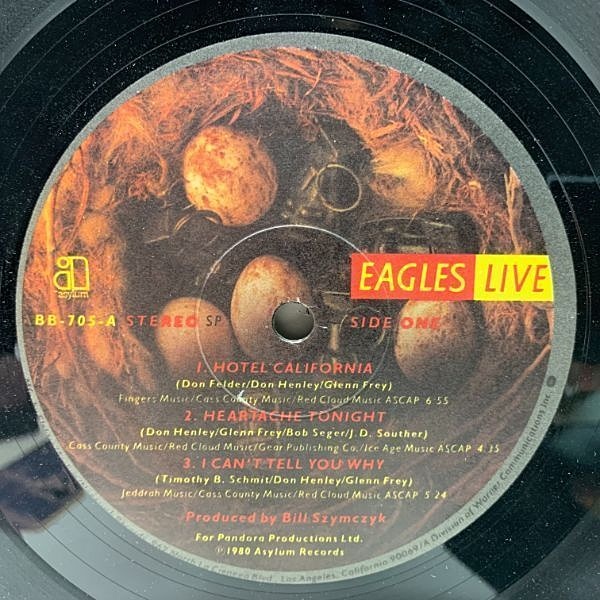 asylum
EAGLES LIVE
BB-705-A STEREO SP SIDE ONE
1. HOTEL CALIFORNIA
(Don Felder/Don Henley/Glenn Frey)
Fingers Music/Cass County Music/Red Cloud Music ASCAP 6:55
2. HEARTACHE TONIGHT
(Don Henley/Glenn Frey/Bob Seger/J.D. Souther)
Cass County Music/Red Cloud Music/Gear Publishing Co./Ice Age Music ASCAP 4:35
3. I CAN'T TELL YOU WHY
(Timothy B. Schmit/Don Henley/Glenn Frey)
Jeddrah Music/Cass County Music/Red Cloud Music ASCAP 5:24
Produced by Bill Szymczyk
For Pandora Productions Ltd.
℗1980 Asylum Records
La Cienega Blvd., Los Angeles, California 90069/A Division of Warner Communications Inc.